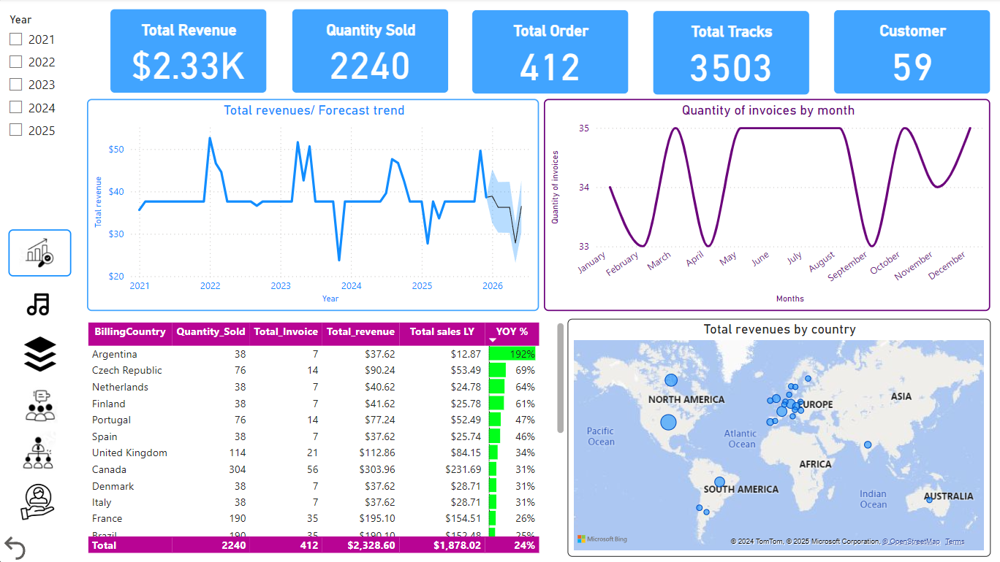 Year
2021
2022
2023
2024
2025
Total Revenue
$2.33K
Quantity Sold
2240
Total Order
412
Total Tracks
3503
Customer
59
Total revenues/ Forecast trend
Total revenue
$50
$40
$30
$20
2021 2022 2023 2024 2025 2026
Year
Quantity of invoices by month
Quantity of invoices
35
34
33
January February March April May June July August September October November December
Months
BillingCountry Quantity_Sold Total_Invoice Total_revenue Total sales LY YOY %
Argentina 38 7 $37.62 $12.87 192%
Czech Republic 76 14 $90.24 $53.49 69%
Netherlands 38 7 $40.62 $24.78 64%
Finland 38 7 $41.62 $25.78 61%
Portugal 76 14 $77.24 $52.49 47%
Spain 38 7 $37.62 $25.74 46%
United Kingdom 114 21 $112.86 $84.15 34%
Canada 304 56 $303.96 $231.69 31%
Denmark 38 7 $37.62 $28.71 31%
Italy 38 7 $37.62 $28.71 31%
France 190 35 $195.10 $154.51 26%
Brazil 190 35 $190.10 $152.48 25%
Total 2240 412 $2,328.60 $1,878.02 24%
Total revenues by country
NORTH AMERICA
EUROPE
ASIA
Pacific
Ocean
Atlantic
Ocean
AFRICA
SOUTH AMERICA
Indian
Ocean
AUSTRALIA
Microsoft Bing
© 2024 TomTom, © 2025 Microsoft Corporation, © OpenStreetMap Terms